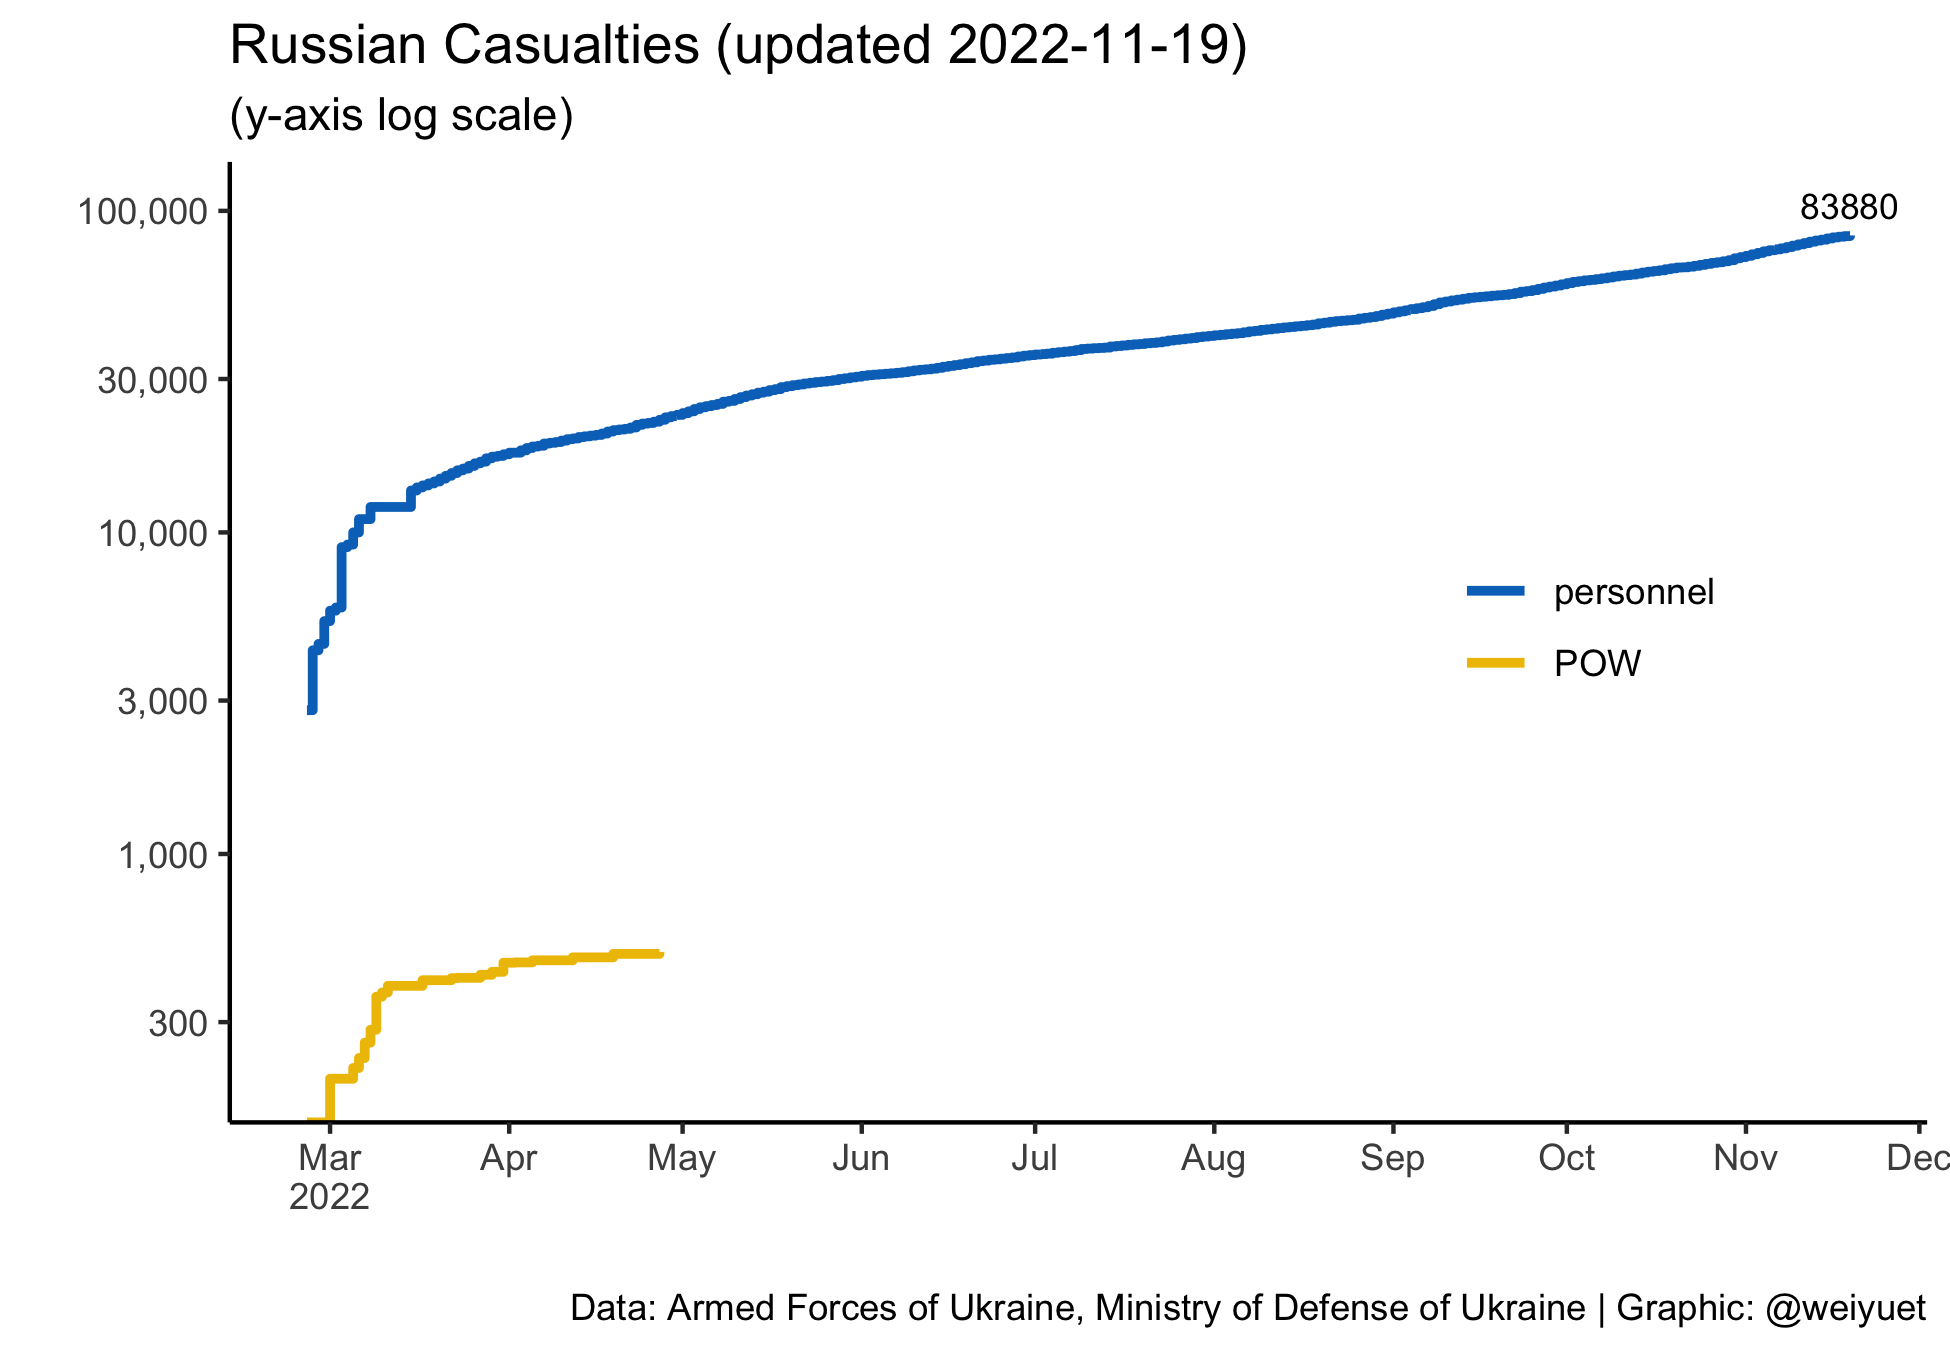 Russian Casualties (updated 2022-11-19)
(y-axis log scale)
100,000
30,000
10,000
3,000
1,000
300
83880
personnel
POW
Mar Apr May Jun Jul Aug Sep Oct Nov Dec
2022
Data: Armed Forces of Ukraine, Ministry of Defense of Ukraine | Graphic: @weiyuet